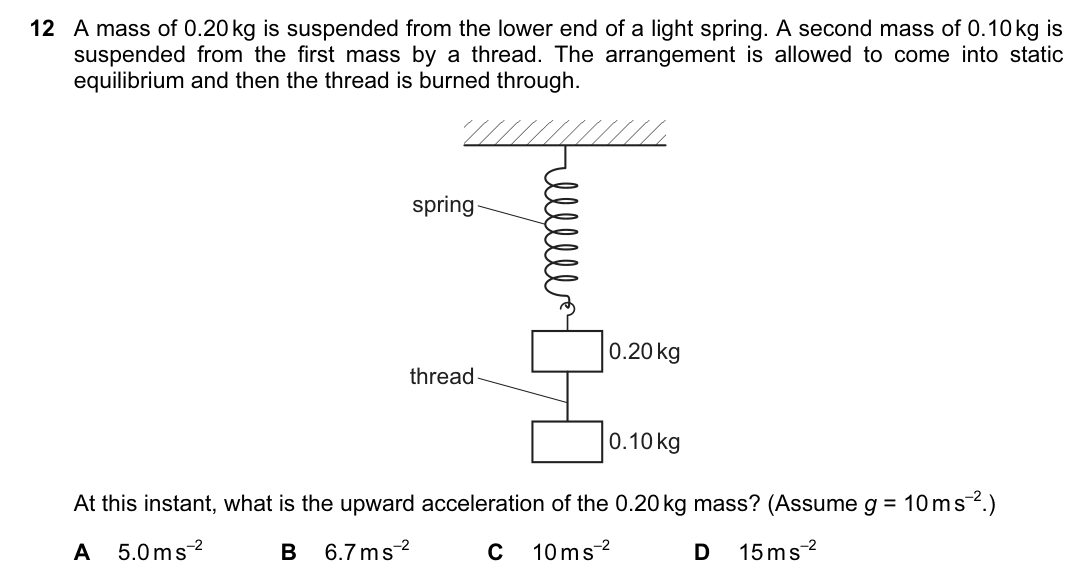 12 A mass of 0.20 kg is suspended from the lower end of a light spring. A second mass of 0.10 kg is
suspended from the first mass by a thread. The arrangement is allowed to come into static
equilibrium and then the thread is burned through.
spring
0.20 kg
thread
0.10 kg
At this instant, what is the upward acceleration of the 0.20 kg mass? (Assume g = 10 m s⁻².)
A 5.0 m s⁻² B 6.7 m s⁻² C 10 m s⁻² D 15 m s⁻²